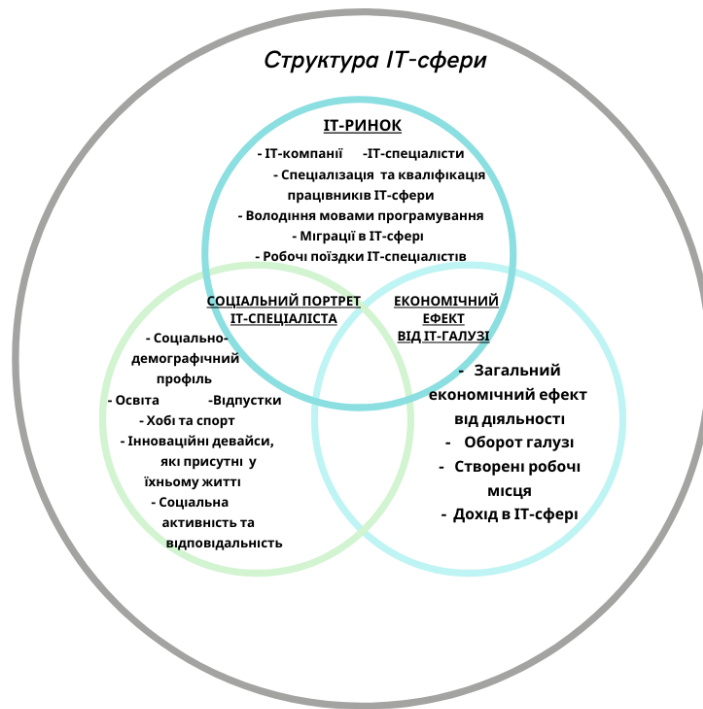 Структура ІТ-сфери
ІТ-РИНОК
- ІТ-компанії -ІТ-спеціалісти
- Спеціалізація та кваліфікація
працівників ІТ-сфери
- Володіння мовами програмування
- Міграції в ІТ-сфері
- Робочі поїздки ІТ-спеціалістів
СОЦІАЛЬНИЙ ПОРТРЕТ
ІТ-СПЕЦІАЛІСТА
- Соціально-
демографічний
профіль
- Освіта -Відпустки
- Хобі та спорт
- Інноваційні девайси,
які присутні у
їхньому житті
- Соціальна
активність та
відповідальність
ЕКОНОМІЧНИЙ
ЕФЕКТ
ВІД ІТ-ГАЛУЗІ
- Загальний
економічний ефект
від діяльності
- Оборот галузі
- Створені робочі
місця
- Дохід в ІТ-сфері